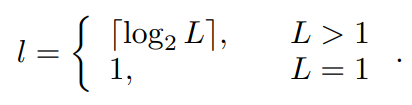 l = { ⌈log₂ L⌉, L > 1
1, L = 1 .